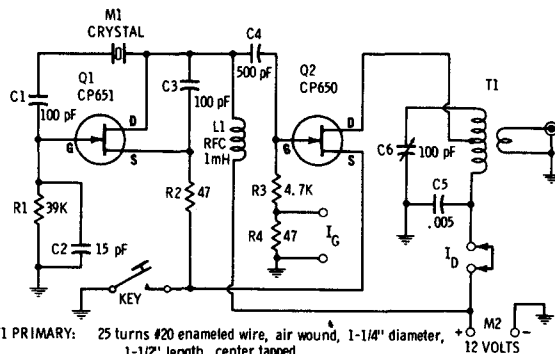 M1
CRYSTAL
C4
Q1
CP651
500 pF
Q2
CP650
T1
C1
100 pF
D
G
S
C3
100 pF
L1
RFC
1mH
D
G
S
C6
100 pF
R1
39K
C2
15 pF
R2
47
R3
4.7K
R4
47
I_G
C5
.005
I_D
KEY
+
M2
-
12 VOLTS
1 PRIMARY: 25 turns #20 enameled wire, air wound, 1-1/4" diameter,
1-1/2" length, center tapped